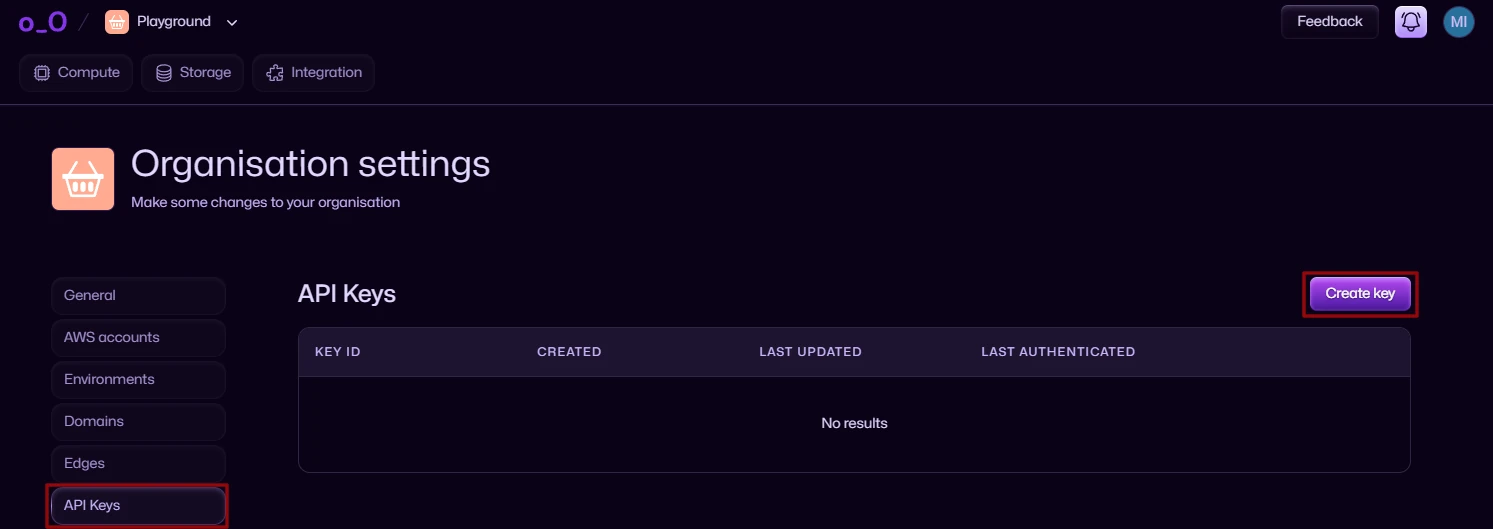 o_O / Playground
Feedback
MI
Compute
Storage
Integration
Organisation settings
Make some changes to your organisation
General
AWS accounts
Environments
Domains
Edges
API Keys
API Keys
Create key
KEY ID CREATED LAST UPDATED LAST AUTHENTICATED
No results